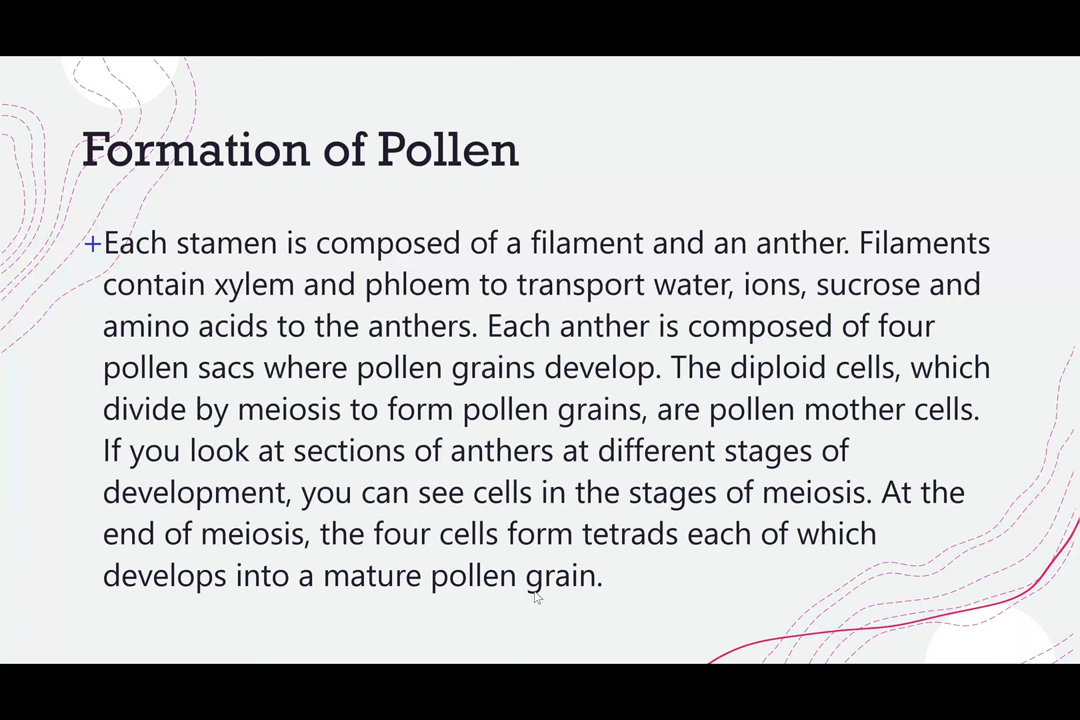 Formation of Pollen
+Each stamen is composed of a filament and an anther. Filaments
contain xylem and phloem to transport water, ions, sucrose and
amino acids to the anthers. Each anther is composed of four
pollen sacs where pollen grains develop. The diploid cells, which
divide by meiosis to form pollen grains, are pollen mother cells.
If you look at sections of anthers at different stages of
development, you can see cells in the stages of meiosis. At the
end of meiosis, the four cells form tetrads each of which
develops into a mature pollen grain.